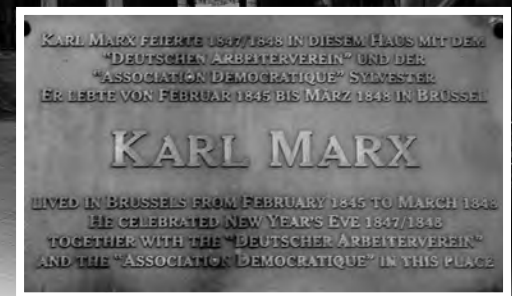 KARL MARX FEIERTE 1847/1848 IN DIESEM HAUS MIT DEM
"DEUTSCHEN ARBEITERVEREIN" UND DER
"ASSOCIATION DEMOCRATIQUE" SYLVESTER
ER LEBTE VON FEBRUAR 1845 BIS MÄRZ 1848 IN BRÜSSEL
KARL MARX
LIVED IN BRUSSELS FROM FEBRUARY 1845 TO MARCH 1848
HE CELEBRATED NEW YEAR'S EVE 1847/1848
TOGETHER WITH THE "DEUTSCHER ARBEITERVEREIN"
AND THE "ASSOCIATION DEMOCRATIQUE" IN THIS PLACE